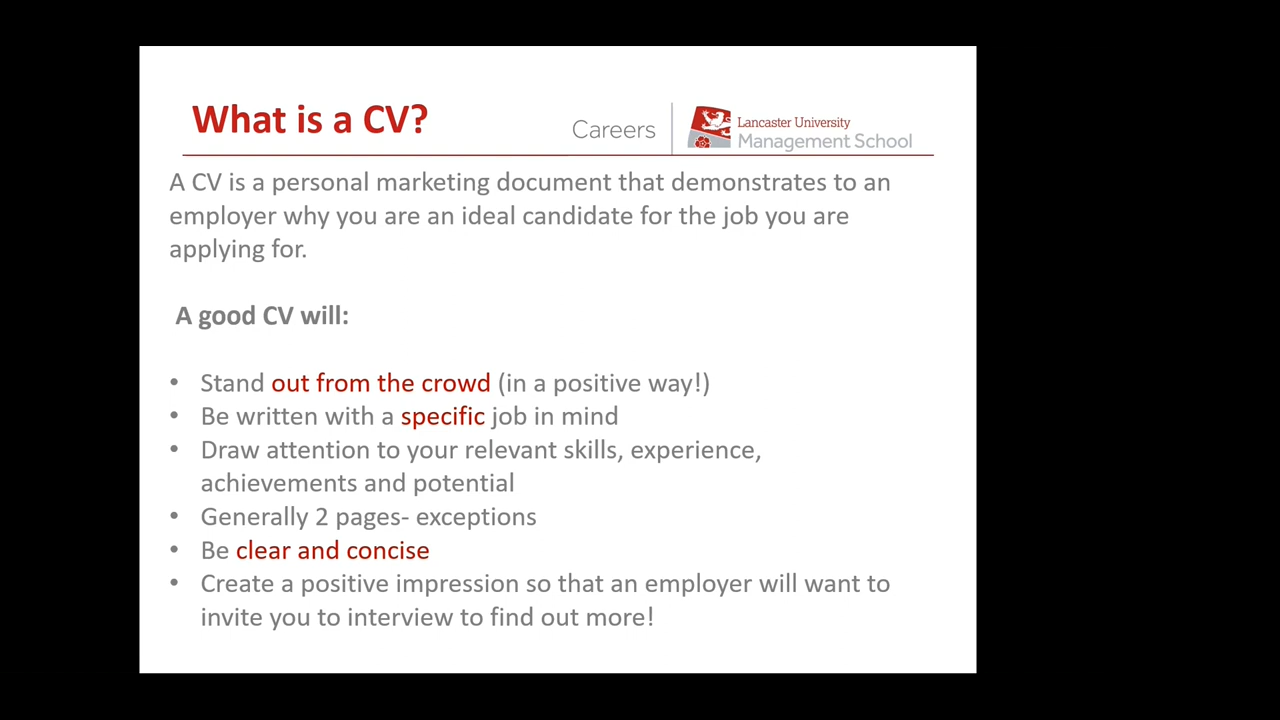 What is a CV?
Careers
Lancaster University
Management School
A CV is a personal marketing document that demonstrates to an
employer why you are an ideal candidate for the job you are
applying for.
A good CV will:
• Stand out from the crowd (in a positive way!)
• Be written with a specific job in mind
• Draw attention to your relevant skills, experience,
achievements and potential
• Generally 2 pages- exceptions
• Be clear and concise
• Create a positive impression so that an employer will want to
invite you to interview to find out more!